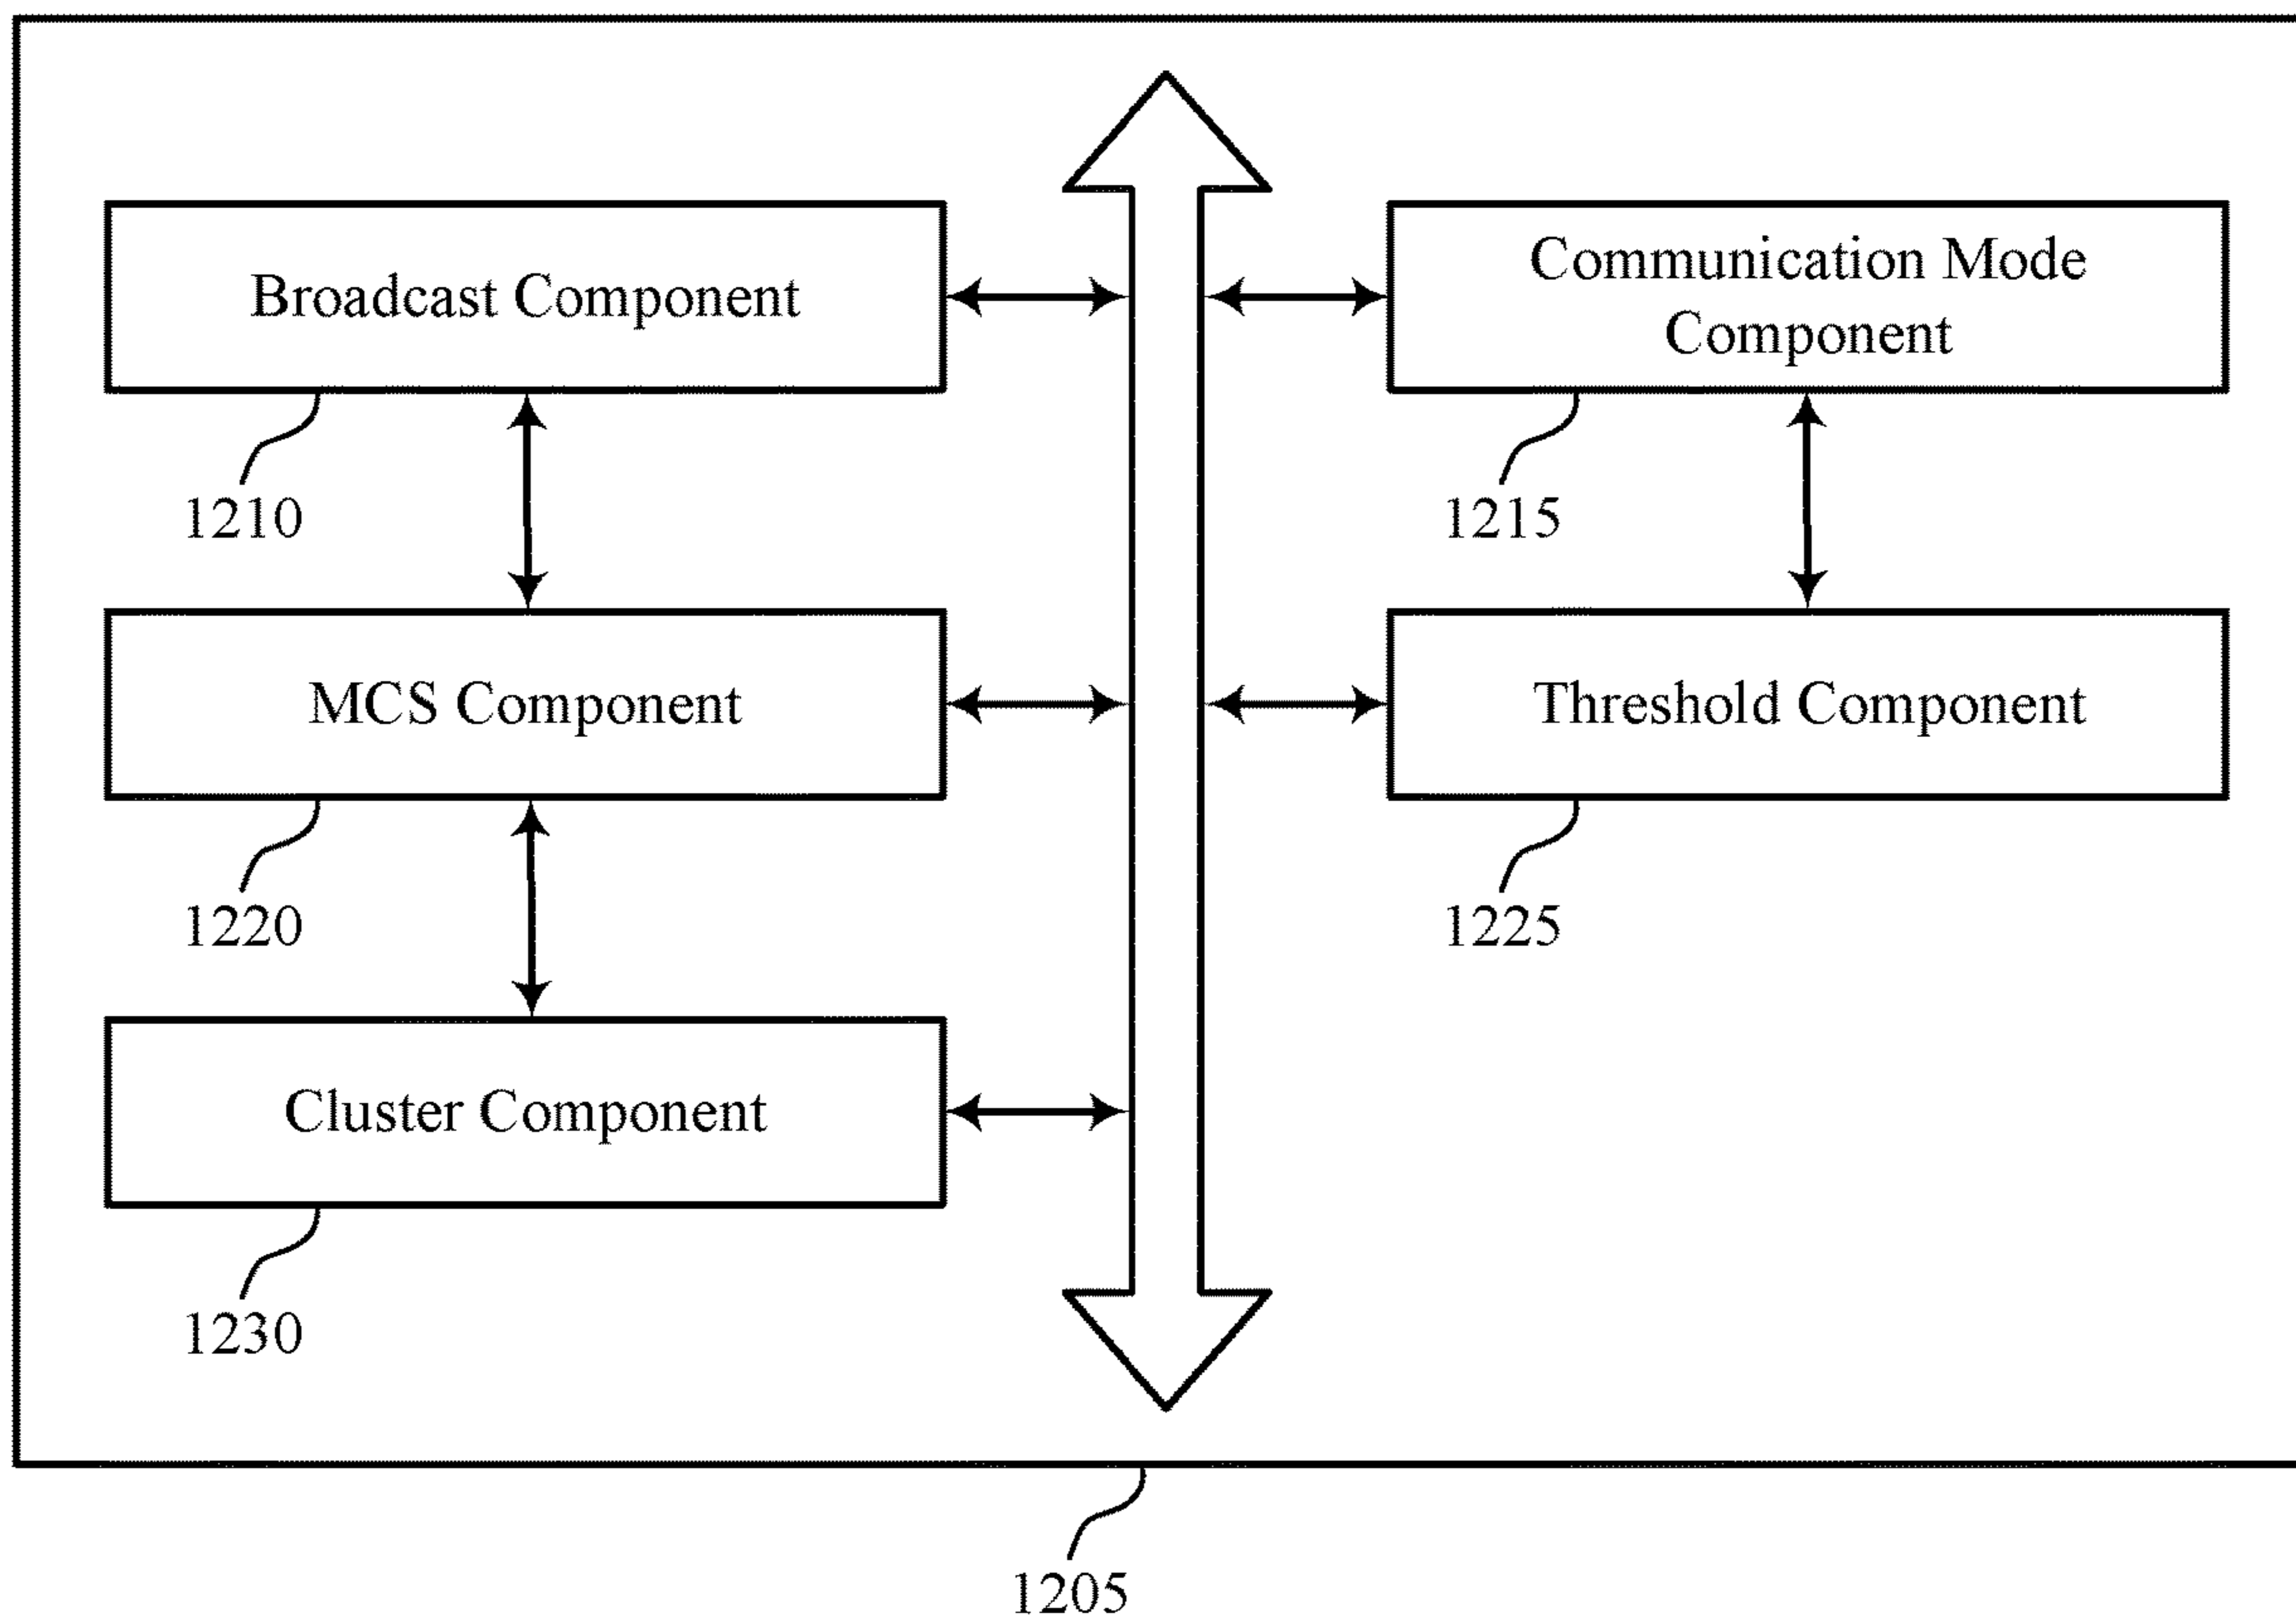 Broadcast Component
Communication Mode
Component
1210
1215
MCS Component
Threshold Component
1220
1225
Cluster Component
1230
1205